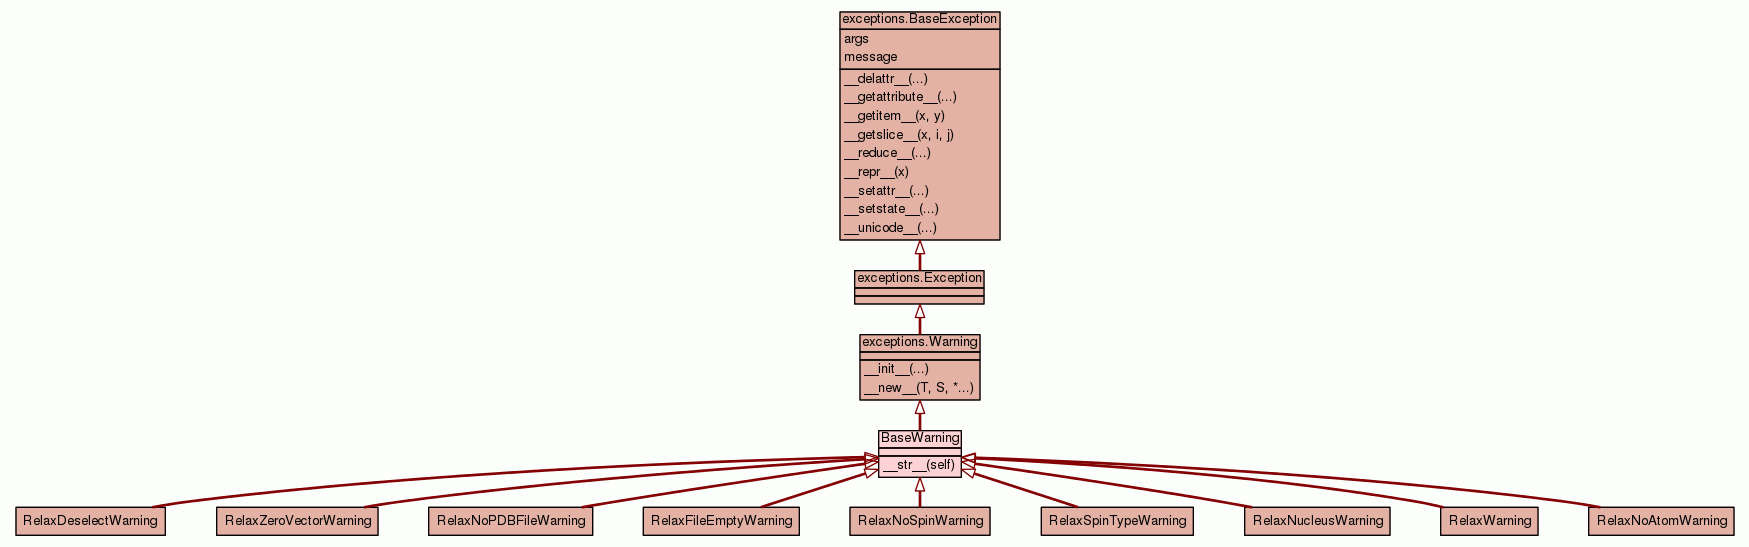 exceptions.BaseException
args
message
__delattr__(...)
__getattribute__(...)
__getitem__(x, y)
__getslice__(x, i, j)
__reduce__(...)
__repr__(x)
__setattr__(...)
__setstate__(...)
__unicode__(...)
exceptions.Exception
exceptions.Warning
__init__(...)
__new__(T, S, *...)
BaseWarning
__str__(self)
RelaxDeselectWarning
RelaxZeroVectorWarning
RelaxNoPDBFileWarning
RelaxFileEmptyWarning
RelaxNoSpinWarning
RelaxSpinTypeWarning
RelaxNucleusWarning
RelaxWarning
RelaxNoAtomWarning